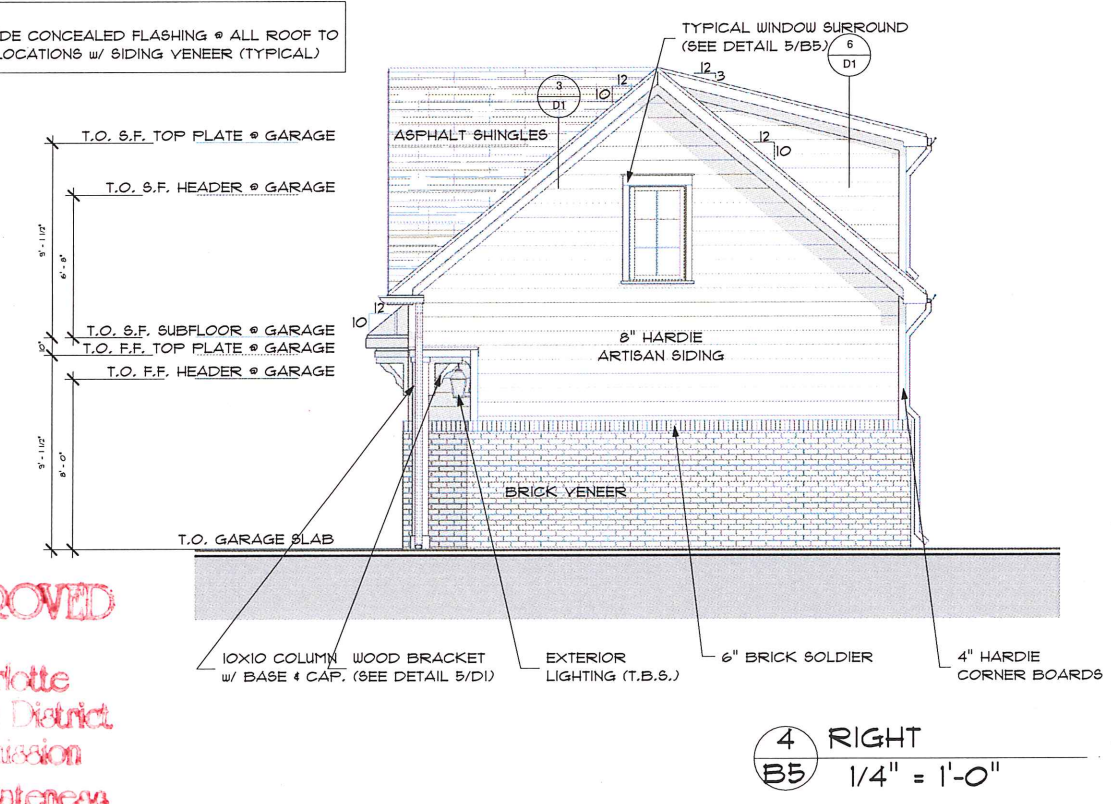 DE CONCEALED FLASHING @ ALL ROOF TO
LOCATIONS w/ SIDING VENEER (TYPICAL)
TYPICAL WINDOW SURROUND
(SEE DETAIL 5/B5)
6
D1
3
D1
12
10
12
3
12
10
ASPHALT SHINGLES
T.O. S.F. TOP PLATE @ GARAGE
T.O. S.F. HEADER @ GARAGE
9'-1 1/2"
6'-8"
12
10
T.O. S.F. SUBFLOOR @ GARAGE
T.O. F.F. TOP PLATE @ GARAGE
T.O. F.F. HEADER @ GARAGE
10"
8" HARDIE
ARTISAN SIDING
9'-1 1/2"
8'-0"
BRICK VENEER
T.O. GARAGE SLAB
10X10 COLUMN
w/ BASE & CAP.
WOOD BRACKET
(SEE DETAIL 5/D1)
EXTERIOR
LIGHTING (T.B.S.)
6" BRICK SOLDIER
4" HARDIE
CORNER BOARDS
ROVED
rlotte
District
mission
riateness
4
B5
RIGHT
1/4" = 1'-0"